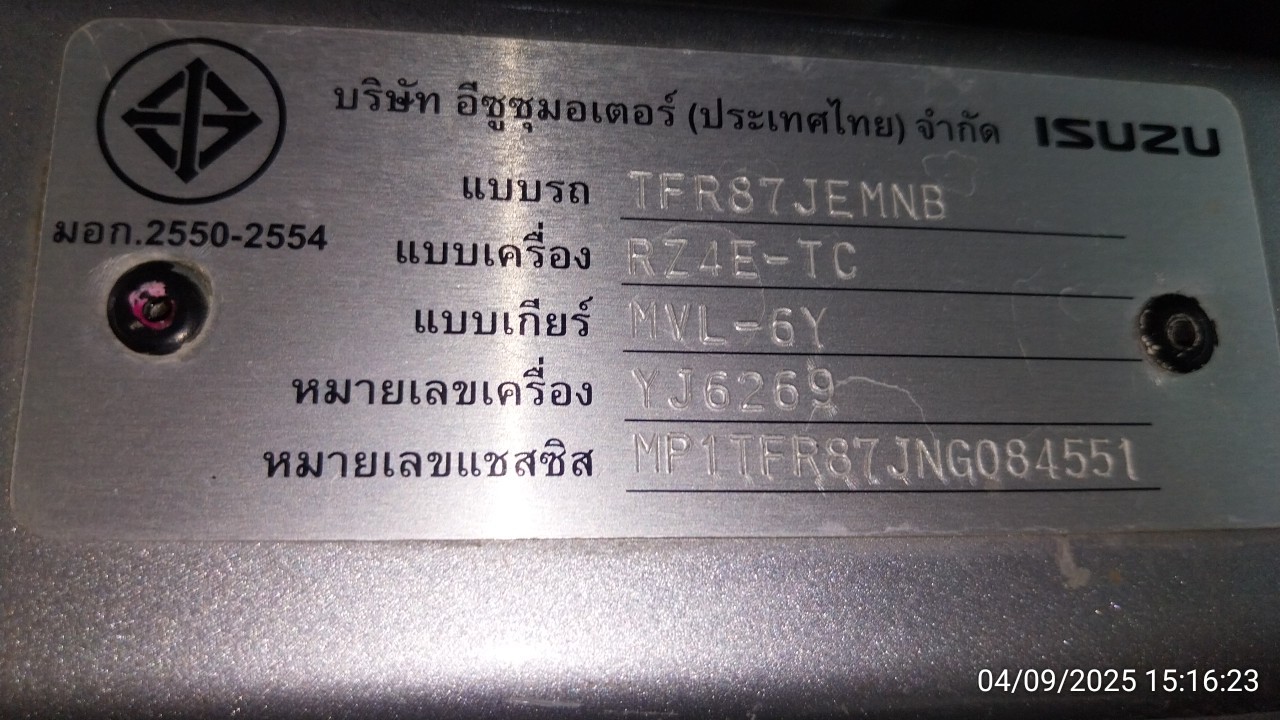 บริษัท อีซูซุมอเตอร์ (ประเทศไทย) จำกัด ISUZU
แบบรถ TFR87JEMNB
มอก.2550-2554
แบบเครื่อง RZ4E-TC
แบบเกียร์ MVL-6Y
หมายเลขเครื่อง YJ6269
หมายเลขแชสซิส MP1TFR87JNG084551
04/09/2025 15:16:23